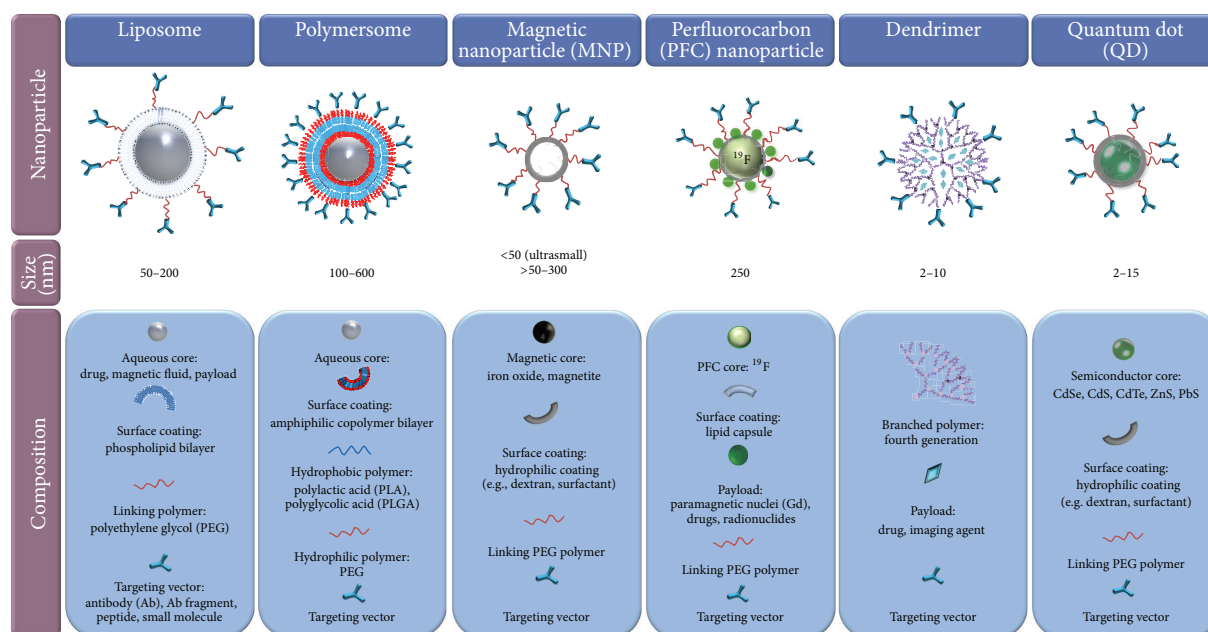 Nanoparticle
Liposome
Polymersome
Magnetic
nanoparticle (MNP)
Perfluorocarbon
(PFC) nanoparticle
Dendrimer
Quantum dot
(QD)
¹⁹F
Size
(nm)
50–200
100–600
<50 (ultrasmall)
>50–300
250
2–10
2–15
Composition
Aqueous core:
drug, magnetic fluid, payload
Surface coating:
phospholipid bilayer
Linking polymer:
polyethylene glycol (PEG)
Targeting vector:
antibody (Ab), Ab fragment,
peptide, small molecule
Aqueous core:
Surface coating:
amphiphilic copolymer bilayer
Hydrophobic polymer:
polylactic acid (PLA),
polyglycolic acid (PLGA)
Hydrophilic polymer:
PEG
Targeting vector
Magnetic core:
iron oxide, magnetite
Surface coating:
hydrophilic coating
(e.g., dextran, surfactant)
Linking PEG polymer
Targeting vector
PFC core: ¹⁹F
Surface coating:
lipid capsule
Payload:
paramagnetic nuclei (Gd),
drugs, radionuclides
Linking PEG polymer
Targeting vector
Branched polymer:
fourth generation
Payload:
drug, imaging agent
Targeting vector
Semiconductor core:
CdSe, CdS, CdTe, ZnS, PbS
Surface coating:
hydrophilic coating
(e.g. dextran, surfactant)
Linking PEG polymer
Targeting vector